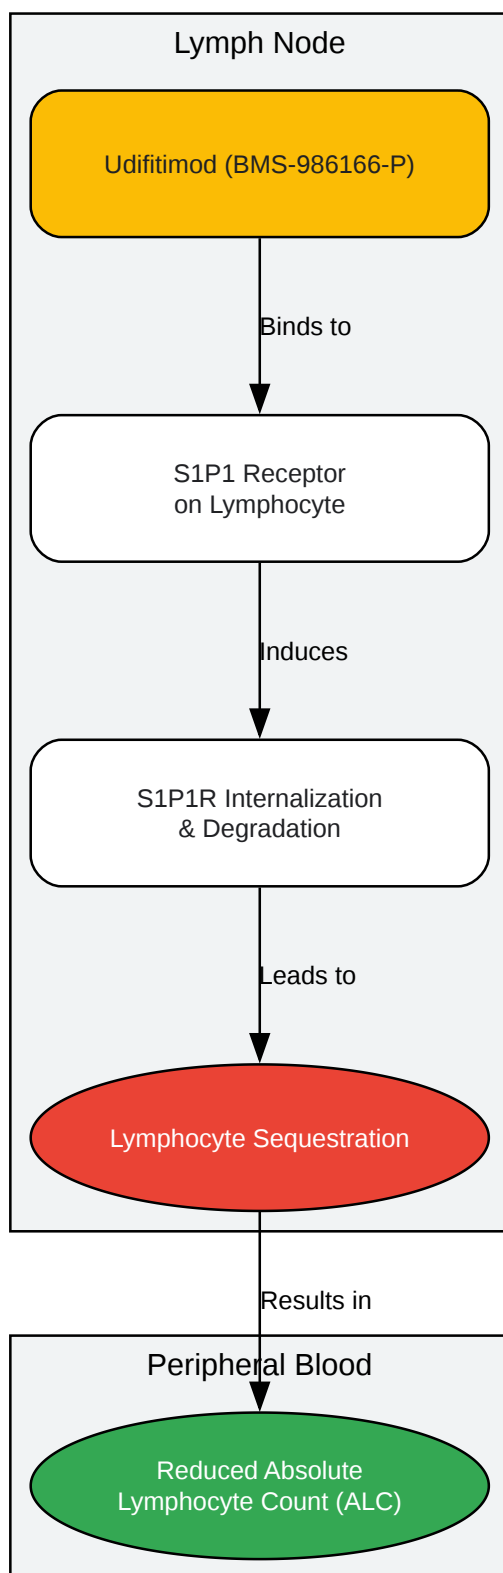 Lymph Node
Udifitimod (BMS-986166-P)
Binds to
S1P1 Receptor
on Lymphocyte
Induces
S1P1R Internalization
& Degradation
Leads to
Lymphocyte Sequestration
Results in
Peripheral Blood
Reduced Absolute
Lymphocyte Count (ALC)